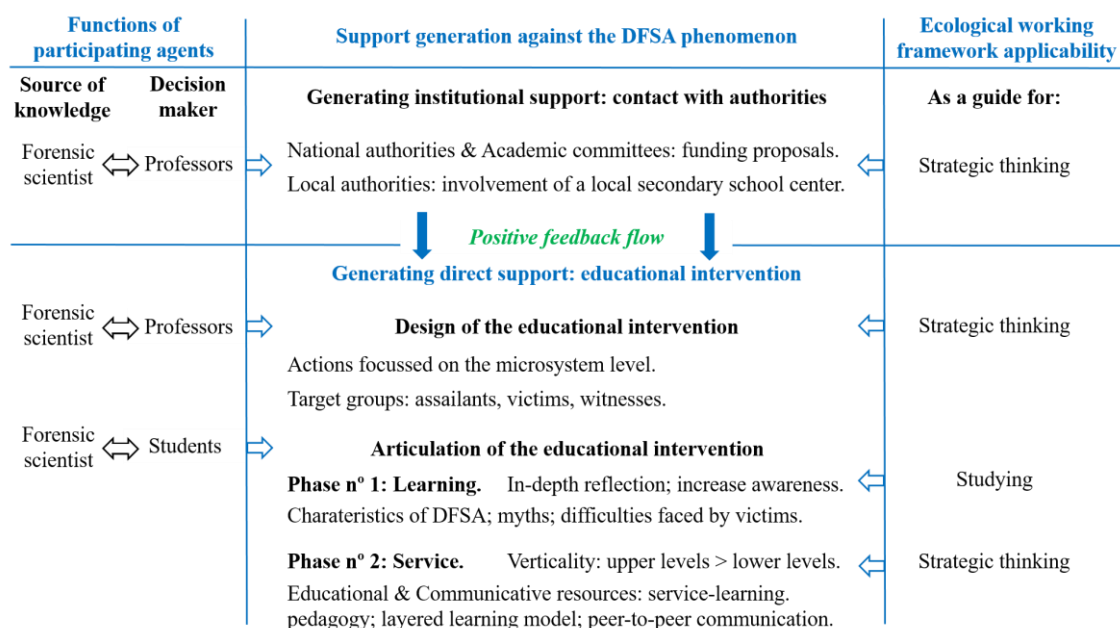 Functions of
participating agents
Support generation against the DFSA phenomenon
Ecological working
framework applicability
Source of
knowledge
Decision
maker
Generating institutional support: contact with authorities
As a guide for:
Forensic
scientist
Professors
National authorities & Academic committees: funding proposals.
Local authorities: involvement of a local secondary school center.
Strategic thinking
Positive feedback flow
Generating direct support: educational intervention
Forensic
scientist
Professors
Design of the educational intervention
Strategic thinking
Actions focussed on the microsystem level.
Target groups: assailants, victims, witnesses.
Forensic
scientist
Students
Articulation of the educational intervention
Phase nº 1: Learning. In-depth reflection; increase awareness.
Charateristics of DFSA; myths; difficulties faced by victims.
Studying
Phase nº 2: Service. Verticality: upper levels > lower levels.
Strategic thinking
Educational & Communicative resources: service-learning.
pedagogy; layered learning model; peer-to-peer communication.